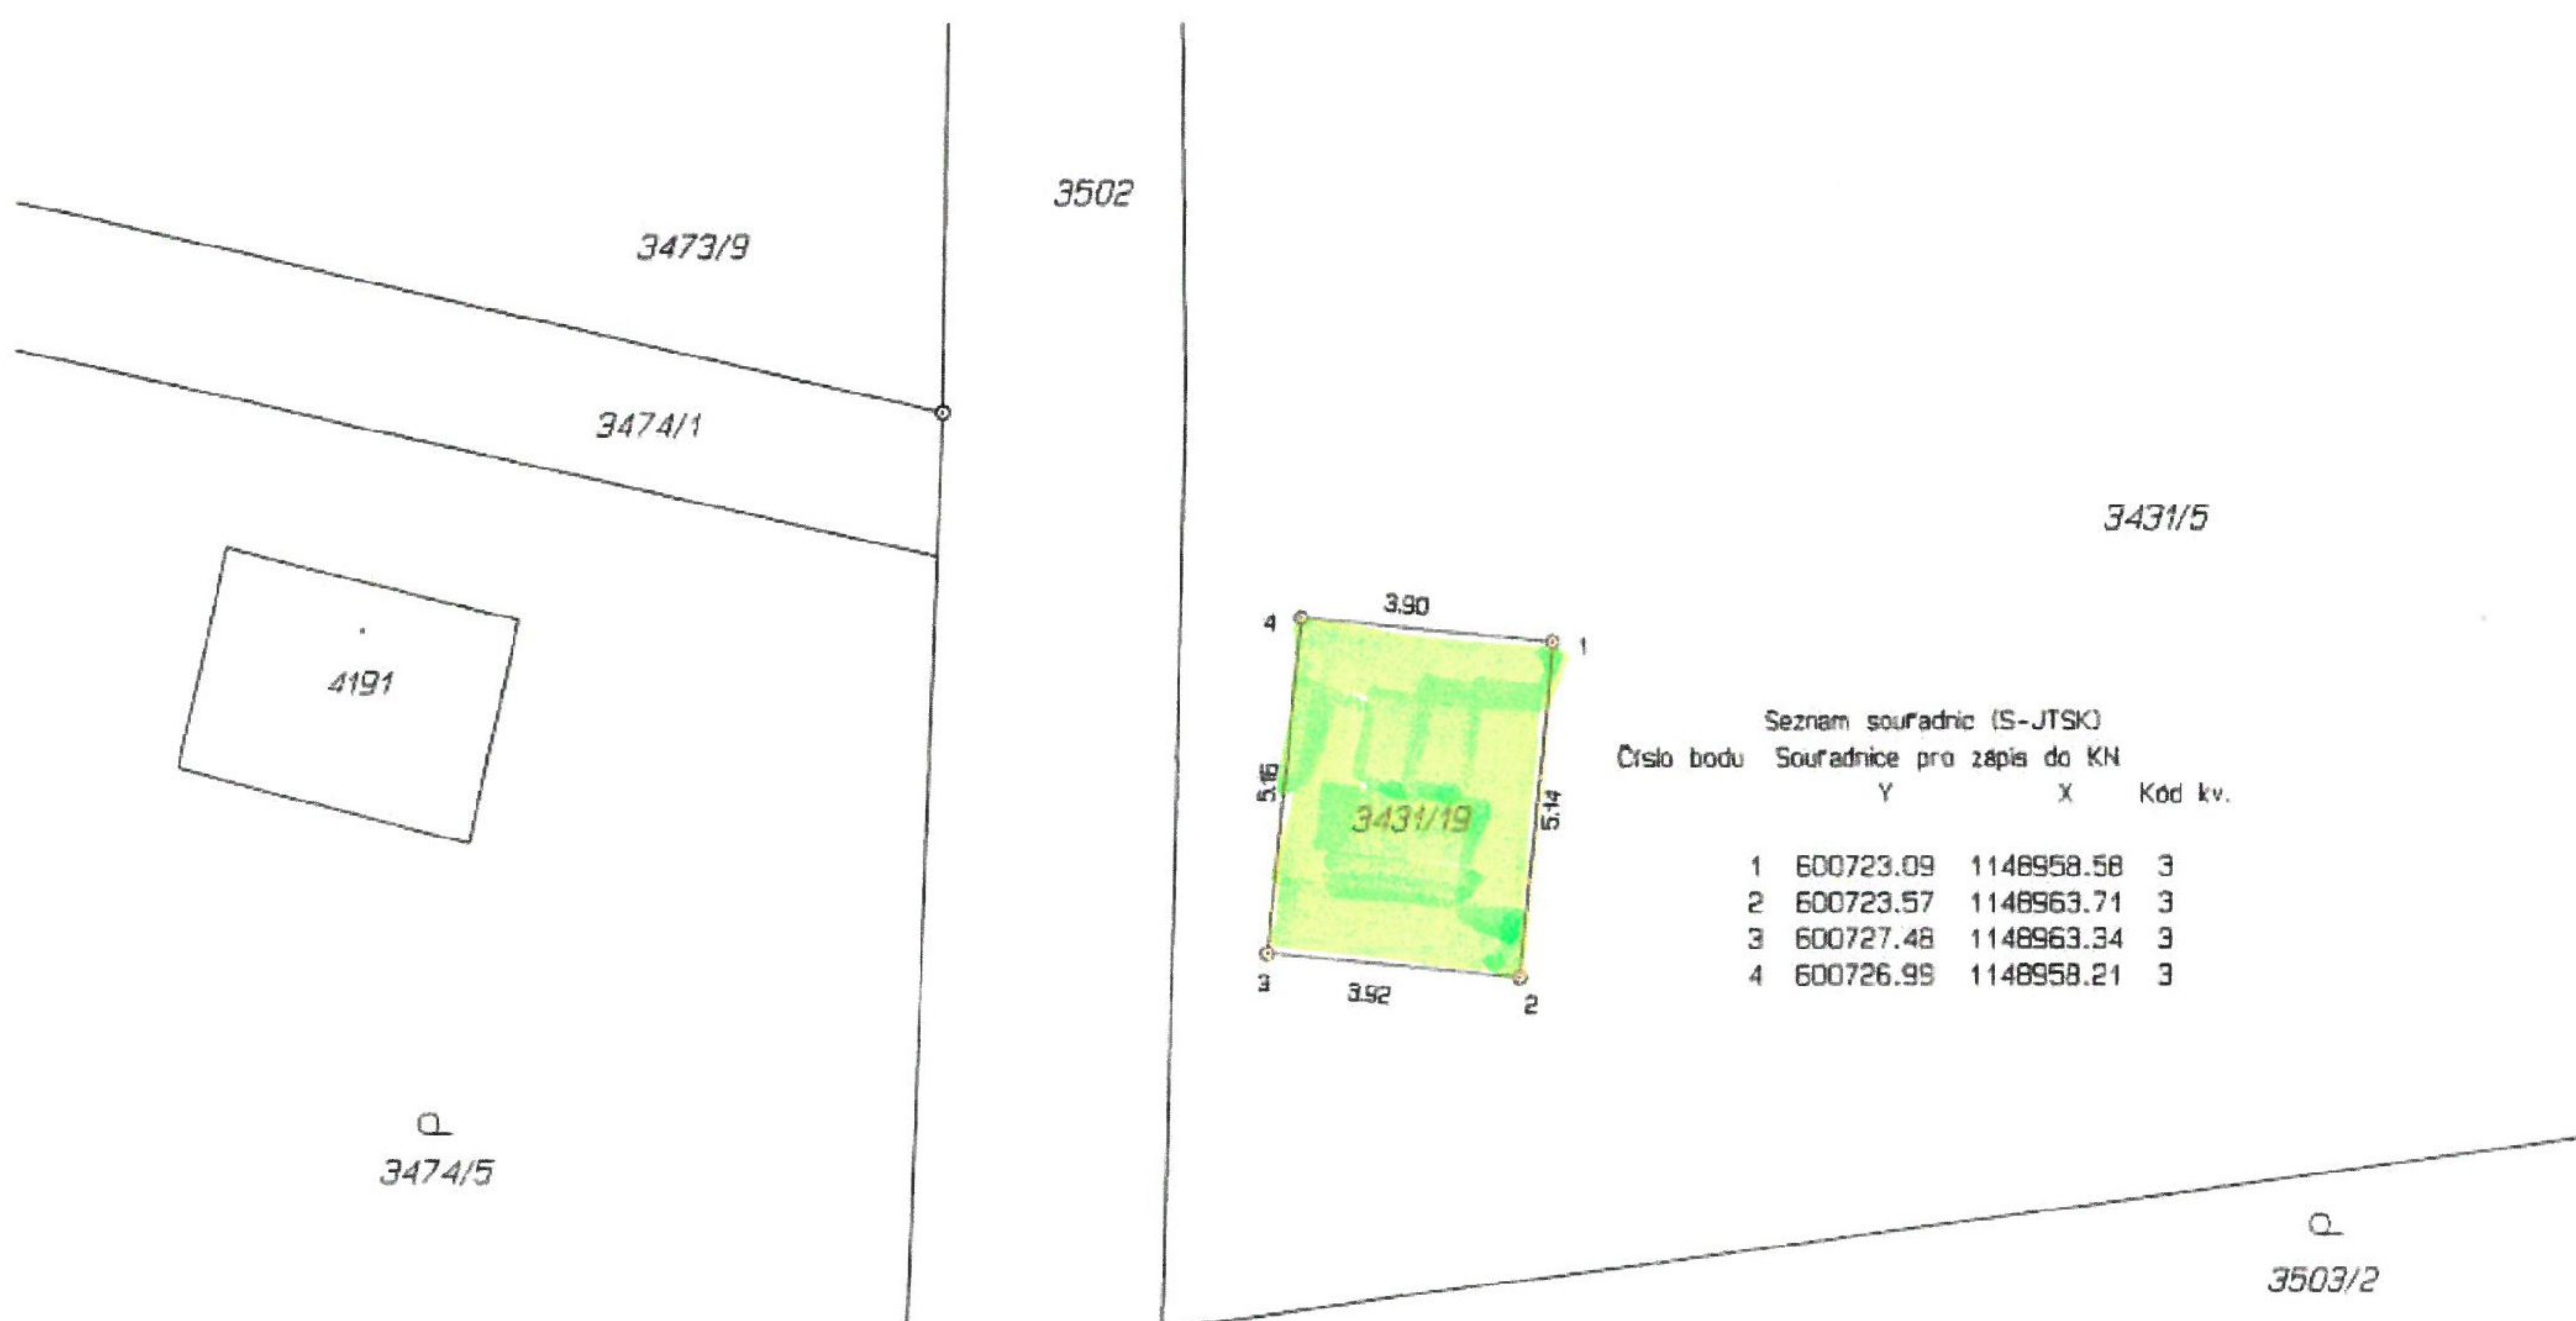 3502
3473/9
3474/1
3431/5
3.90
4
1
4191
5.16
3431/19
5.14
3
3.92
2
Seznam souřadnic (S-JTSK)
Číslo bodu Souřadnice pro zápis do KN
Y X Kód kv.
1 600723.09 1148958.58 3
2 600723.57 1148963.71 3
3 600727.48 1148963.34 3
4 600726.99 1148958.21 3
3474/5
3503/2